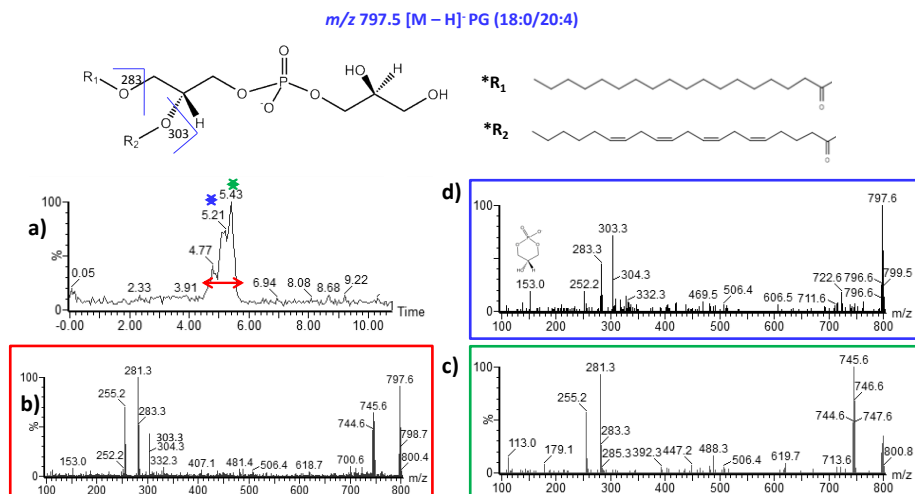 m/z 797.5 [M – H]- PG (18:0/20:4)
O
R1 283 O O P O HO H OH
O
-O
R2 O 303 H
*R1
O
*R2
O
a)
100
%
0
0.05 2.33 3.91 4.77 5.21 5.43 6.94 8.08 8.68 9.22
-0.00 2.00 4.00 6.00 8.00 10.00 Time
d)
100
%
0
O O
P
O O
HO H
153.0 252.2 283.3 303.3 304.3 332.3 469.5 506.4 606.5 711.6 722.6 796.6 796.6 797.6 799.5
100 200 300 400 500 600 700 800 m/z
b)
100
%
0
153.0 252.2 255.2 281.3 283.3 303.3 304.3 332.3 407.1 481.4 506.4 618.7 700.6 744.6 745.6 797.6 798.7 800.4
100 200 300 400 500 600 700 800 m/z
c)
100
%
0
113.0 179.1 255.2 281.3 283.3 285.3 392.3 447.2 488.3 506.4 619.7 713.6 744.6 745.6 746.6 747.6 800.8
100 200 300 400 500 600 700 800 m/z